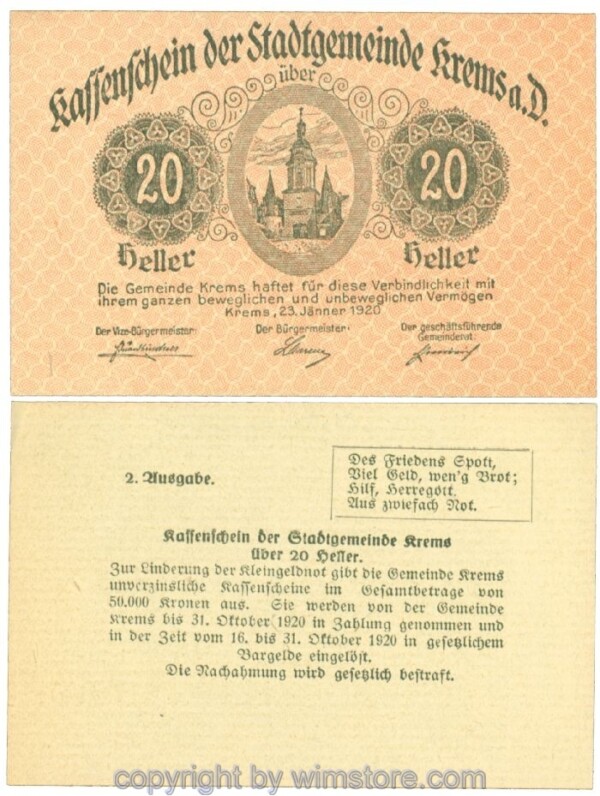 Kassenschein der Stadtgemeinde Krems a.D.
über
20 20
Heller Heller
Die Gemeinde Krems haftet für diese Verbindlichkeit mit
ihrem ganzen beweglichen und unbeweglichen Vermögen
Krems, 23. Jänner 1920
Der Vize-Bürgermeister: Der Bürgermeister: Der geschäftsführende
Gemeinderat:
2. Ausgabe.
Des Friedens Spott,
Viel Geld, wen'g Brot;
Hilf, Herregott
Aus zwiefach Not.
Kassenschein der Stadtgemeinde Krems
über 20 Heller.
Zur Linderung der Kleingeldnot gibt die Gemeinde Krems
unverzinsliche Kassenscheine im Gesamtbetrage von
50.000 Kronen aus. Sie werden von der Gemeinde
Krems bis 31. Oktober 1920 in Zahlung genommen und
in der Zeit vom 16. bis 31. Oktober 1920 in gesetzlichem
Bargelde eingelöst.
Die Nachahmung wird gesetzlich bestraft.
copyright by wimstore.com